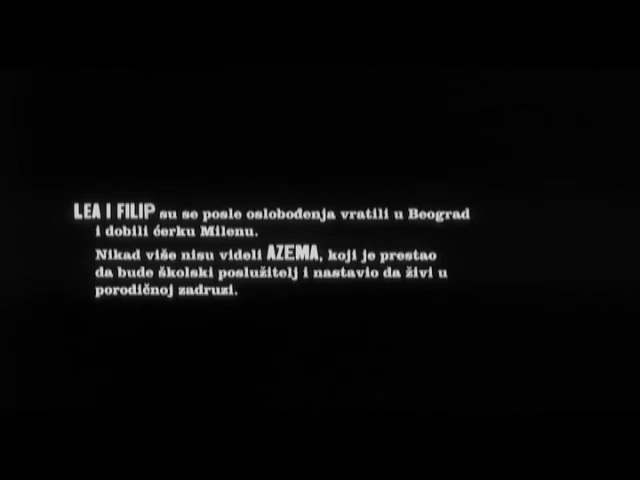 LEA I FILIP su se posle oslobođenja vratili u Beograd
i dobili ćerku Milenu.
Nikad više nisu videli AZEMA, koji je prestao
da bude školski poslužitelj i nastavio da živi u
porodičnoj zadruzi.